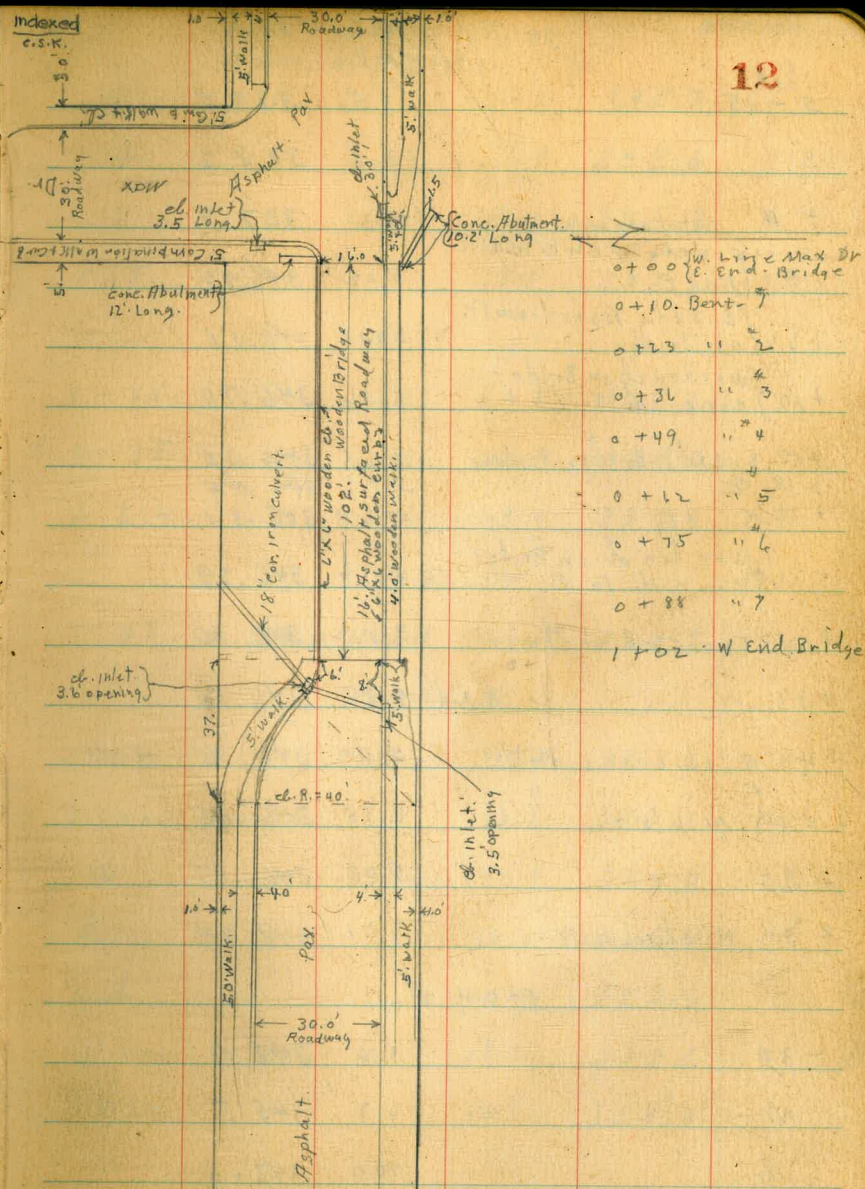 Indexed
C.S.K.
12
1.0
4'
30.0'
Roadway
1.0'
5' Walk
5.0'
5' Curb & Walk
Pav
5' walk
30'
Roadway
Max Dr.
Asphalt
cb. Inlet
3.0'
cb. Inlet
3.5 Long
1.5
Conc. Abutment.
10.2' Long
5' Combination Walk & Curb
5'
16.0'
Conc. Abutment
12' Long.
0+00 { W. Line Max Dr
E. End. Bridge
0+10. Bent - #1
0+23 " #2
0+36 " #3
0+49 " #4
0+62 " #5
0+75 " #6
0+88 " 7
1+02 W End Bridge
6"x6" wooden cb.
Wooden Bridge
102'
16' Asphalt surfaced Roadway
6"x6" wooden curbs
4.0' Wooden Walk.
18" Cor. Iron Culvert.
cb. Inlet
3.6' opening
6'
8'
5' walk
37.
5' walk.
cb. R. = 40'
cb. Inlet.
3.5' opening
1.0'
4.0'
4'
1.0'
5.0' Walk.
Pav.
5' walk
30.0'
Roadway
Asphalt.